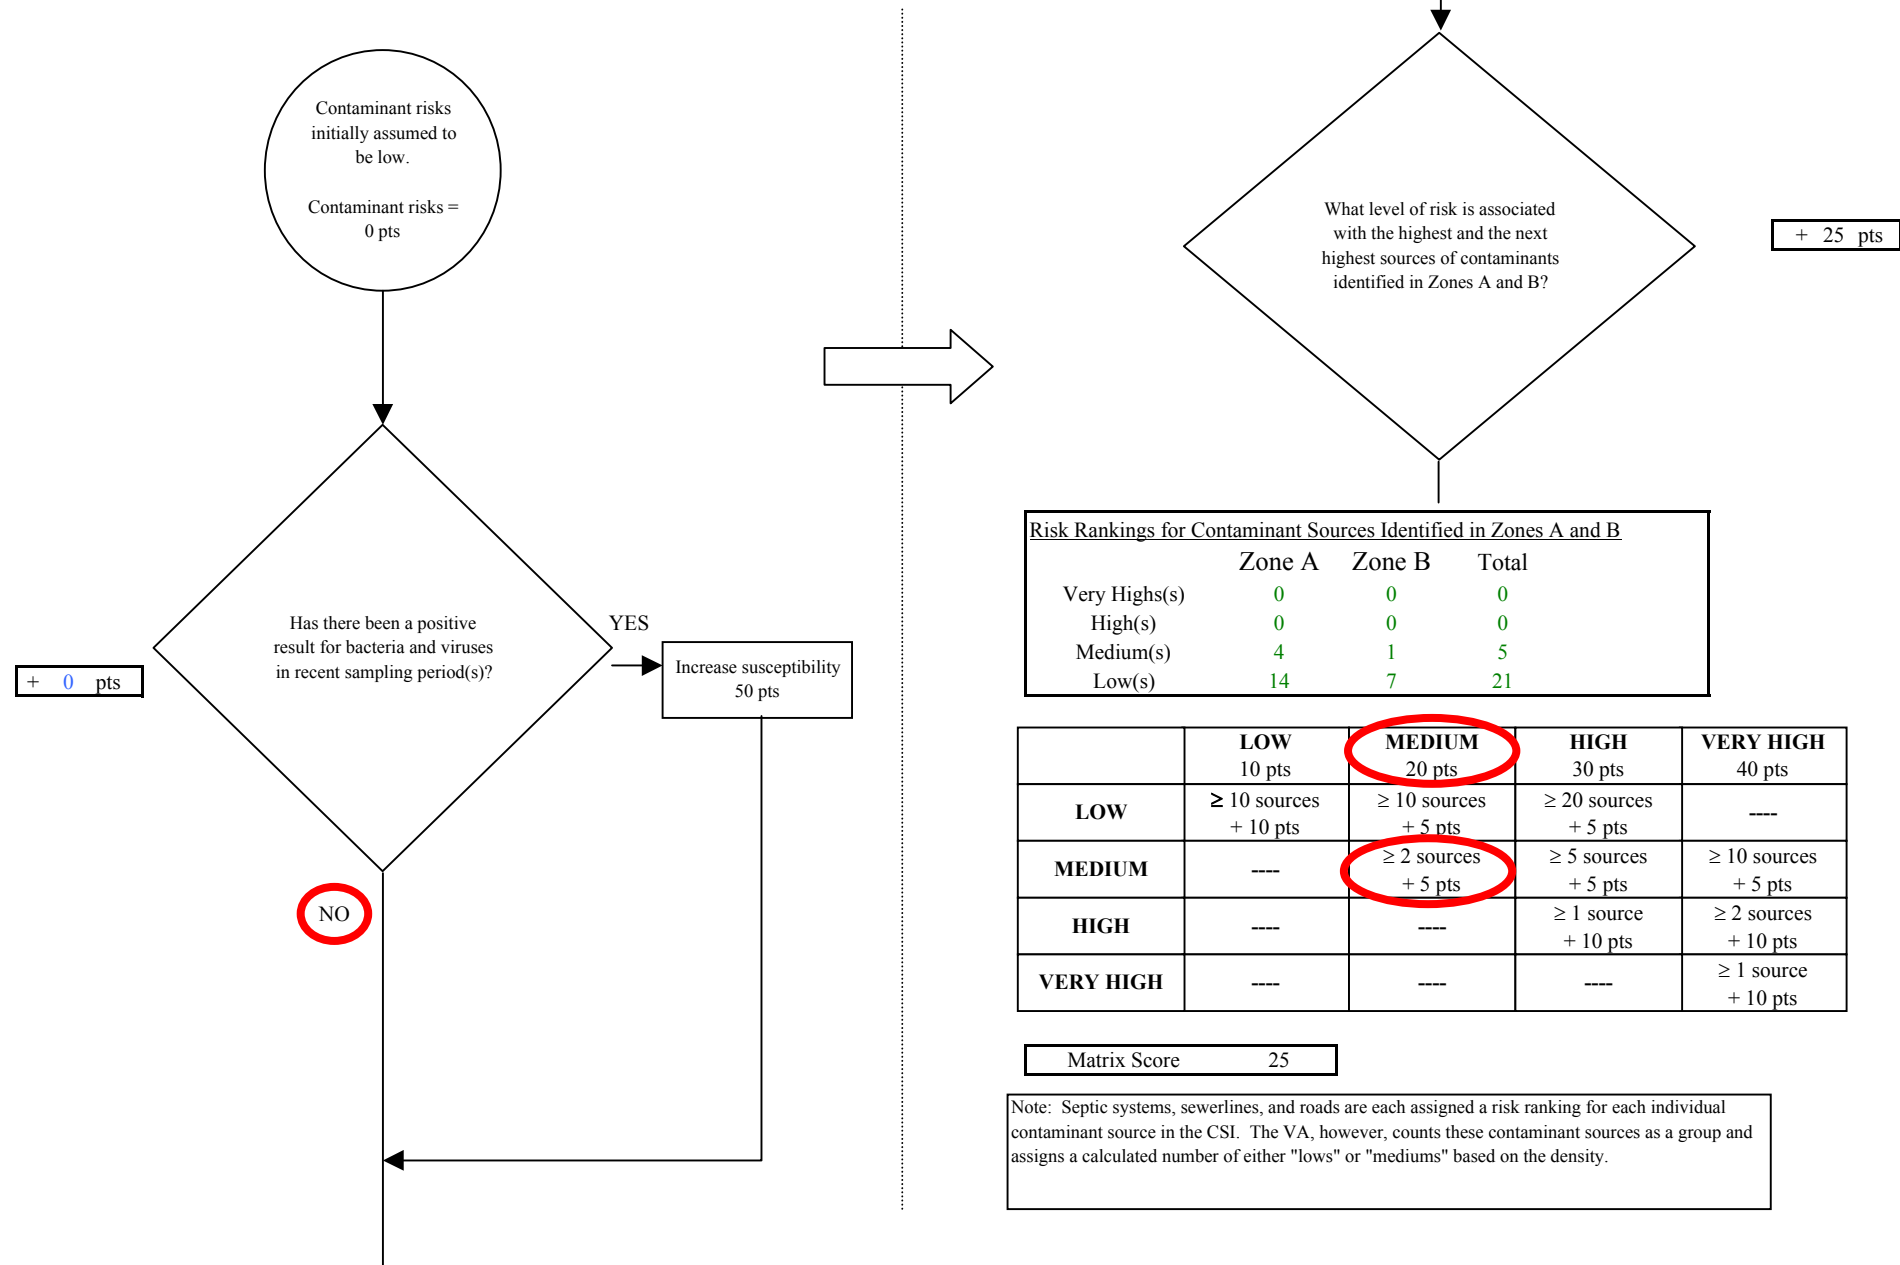 Contaminant risks
initially assumed to
be low.
Contaminant risks =
0 pts
Has there been a positive
result for bacteria and viruses
in recent sampling period(s)?
+ 0 pts
YES
Increase susceptibility
50 pts
NO
What level of risk is associated
with the highest and the next
highest sources of contaminants
identified in Zones A and B?
+ 25 pts
Risk Rankings for Contaminant Sources Identified in Zones A and B
Zone A Zone B Total
Very Highs(s) 0 0 0
High(s) 0 0 0
Medium(s) 4 1 5
Low(s) 14 7 21
LOW MEDIUM HIGH VERY HIGH
10 pts 20 pts 30 pts 40 pts
LOW ≥ 10 sources ≥ 10 sources ≥ 20 sources ----
+ 10 pts + 5 pts + 5 pts
MEDIUM ---- ≥ 2 sources ≥ 5 sources ≥ 10 sources
+ 5 pts + 5 pts + 5 pts
HIGH ---- ---- ≥ 1 source ≥ 2 sources
+ 10 pts + 10 pts
VERY HIGH ---- ---- ---- ≥ 1 source
+ 10 pts
Matrix Score 25
Note: Septic systems, sewerlines, and roads are each assigned a risk ranking for each individual
contaminant source in the CSI. The VA, however, counts these contaminant sources as a group and
assigns a calculated number of either "lows" or "mediums" based on the density.